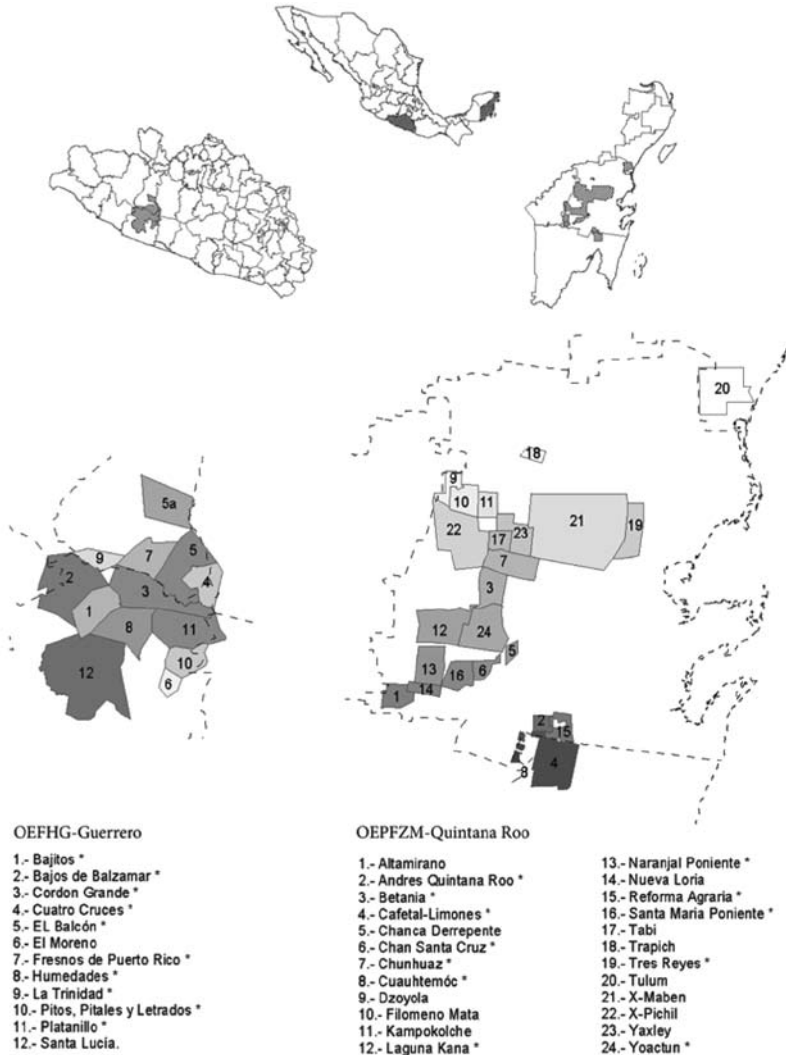 20
18
9
10
11
22
17
23
21
19
7
3
12
24
5
13
16
6
1
14
2
15
8
4
5a
9
7
5
2
3
4
1
8
11
12
10
6
OEFHG-Guerrero
1.- Bajitos *
2.- Bajos de Balzamar *
3.- Cordon Grande *
4.- Cuatro Cruces *
5.- EL Balcón *
6.- El Moreno
7.- Fresnos de Puerto Rico *
8.- Humedades *
9.- La Trinidad *
10.- Pitos, Pitales y Letrados *
11.- Platanillo *
12.- Santa Lucía.
OEPFZM-Quintana Roo
1.- Altamirano
2.- Andres Quintana Roo *
3.- Betania *
4.- Cafetal-Limones *
5.- Chanca Derrepente
6.- Chan Santa Cruz *
7.- Chunhuaz *
8.- Cuauhtemóc *
9.- Dzoyola
10.- Filomeno Mata
11.- Kampokolche
12.- Laguna Kana *
13.- Naranjal Poniente *
14.- Nueva Loria
15.- Reforma Agraria *
16.- Santa Maria Poniente *
17.- Tabi
18.- Trapich
19.- Tres Reyes *
20.- Tulum
21.- X-Maben
22.- X-Pichil
23.- Yaxley
24.- Yoactun *